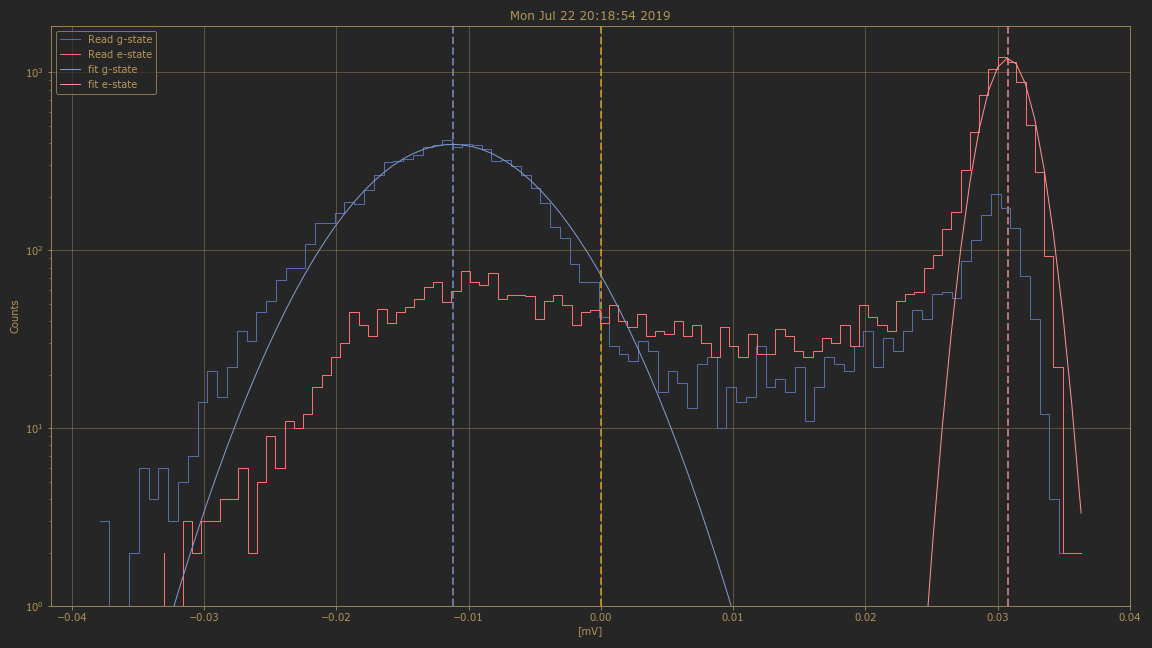 Mon Jul 22 20:18:54 2019
Read g-state
Read e-state
fit g-state
fit e-state
10³
10²
10¹
10⁰
Counts
−0.04 −0.03 −0.02 −0.01 0.00 0.01 0.02 0.03 0.04
[mV]